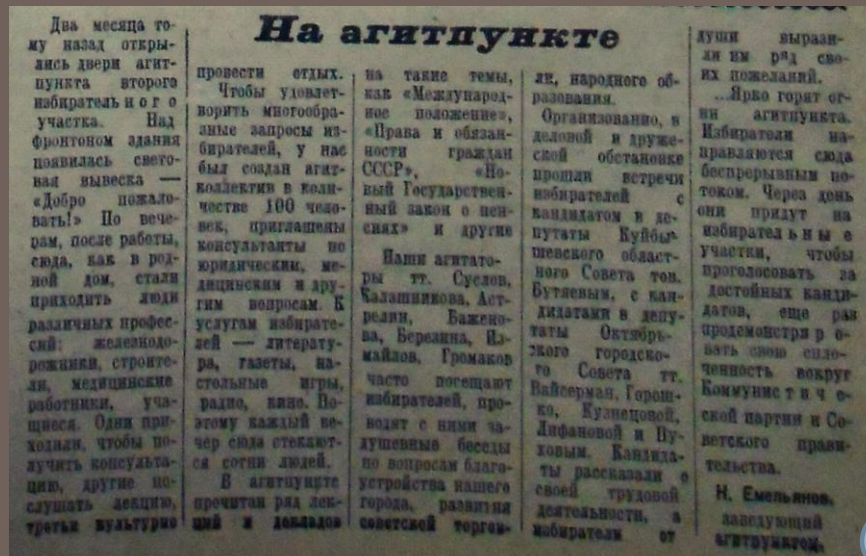 На агитпункте
Два месяца то-
му назад откры-
лись двери агит-
пункта второго
избирательного
участка. Над
фронтоном здания
появилась свето-
вая вывеска —
«Добро пожало-
вать!» По вече-
рам, после работы,
сюда, как в род-
ной дом, стали
приходить люди
различных профес-
сий: железнодо-
рожники, строите-
ли, медицинские
работники, уча-
щиеся. Одни при-
ходили, чтобы по-
лучить консульта-
цию, другие по-
слушать лекцию,
третьи культурно
провести отдых.
Чтобы удовлет-
ворить многообра-
зные запросы из-
бирателей, у нас
был создан агит-
коллектив в коли-
честве 100 чело-
век, приглашены
консультанты по
юридическим, ме-
дицинским и дру-
гим вопросам. К
услугам избирате-
лей — литерату-
ра, газеты, на-
стольные игры,
радио, кино. По-
этому каждый ве-
чер сюда стекают-
ся сотни людей.
В агитпункте
прочитан ряд лек-
ций и докладов
на такие темы,
как «Международ-
ное положение»,
«Права и обязан-
ности граждан
СССР», «Но-
вый Государствен-
ный закон о пен-
сиях» и другие
Наши агитато-
ры тт. Суслов,
Калашникова, Аст-
релин, Бажено-
ва, Березина, Из-
майлов, Громаков
часто посещают
избирателей, про-
водят с ними за-
душевные беседы
по вопросам благо-
устройства нашего
города, развития
советской торгов-
ли, народного об-
разования.
Организованно, в
деловой и друже-
ской обстановке
прошли встречи
избирателей с
кандидатом в де-
путаты Куйбы-
шевского област-
ного Совета тов.
Бутяевым, с кан-
дидатами в депу-
таты Октябрь-
ского городско-
го Совета тт.
Вайсерман, Горош-
ко, Кузнецовой,
Лифановой и Пу-
ховым. Кандида-
ты рассказали о
своей трудовой
деятельности, а
избиратели от
души вырази-
ли им ряд сво-
их пожеланий.
...Ярко горят ог-
ни агитпункта.
Избиратели на-
правляются сюда
беспрерывным по-
током. Через день
они придут на
избирательные
участки, чтобы
проголосовать за
достойных канди-
датов, еще раз
продемонстриро-
вать свою спло-
ченность вокруг
Коммунистиче-
ской партии и Со-
ветского прави-
тельства.
Н. Емельянов,
заведующий
агитпунктом.